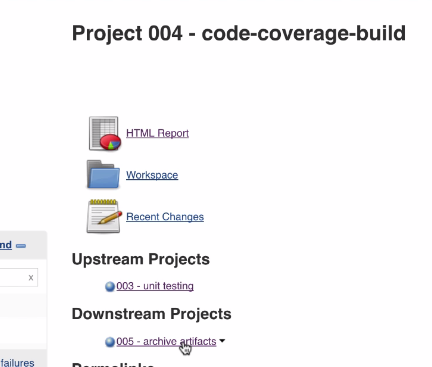 Project 004 - code-coverage-build
HTML Report
Workspace
Recent Changes
nd
x
Upstream Projects
003 - unit testing
Downstream Projects
005 - archive artifacts
failures
Permalinks